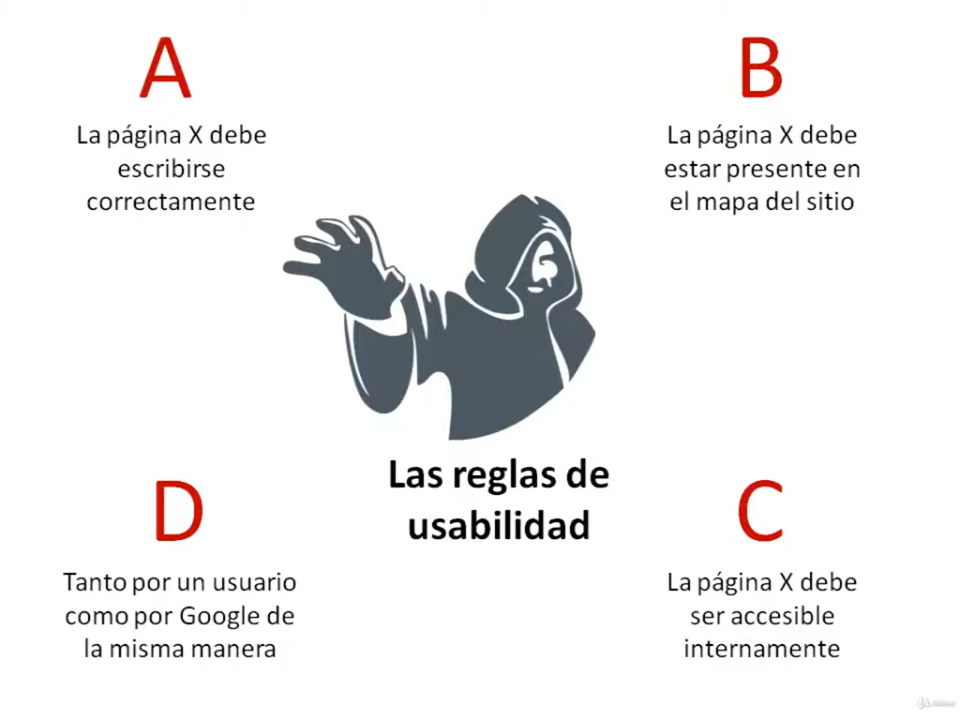 A
La página X debe
escribirse
correctamente
B
La página X debe
estar presente en
el mapa del sitio
Las reglas de
usabilidad
D
Tanto por un usuario
como por Google de
la misma manera
C
La página X debe
ser accesible
internamente